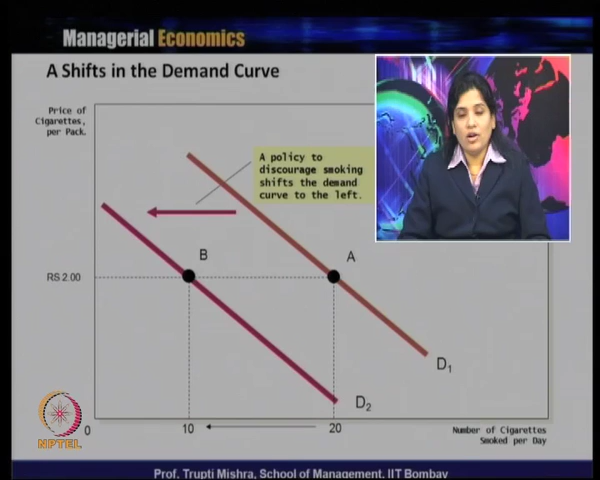 Managerial Economics
A Shifts in the Demand Curve
Price of
Cigarettes,
per Pack.
A policy to
discourage smoking
shifts the demand
curve to the left.
B
A
RS 2.00
D1
D2
NPTEL
0
10
20
Number of Cigarettes
Smoked per Day
Prof. Trupti Mishra, School of Management, IIT Bombay